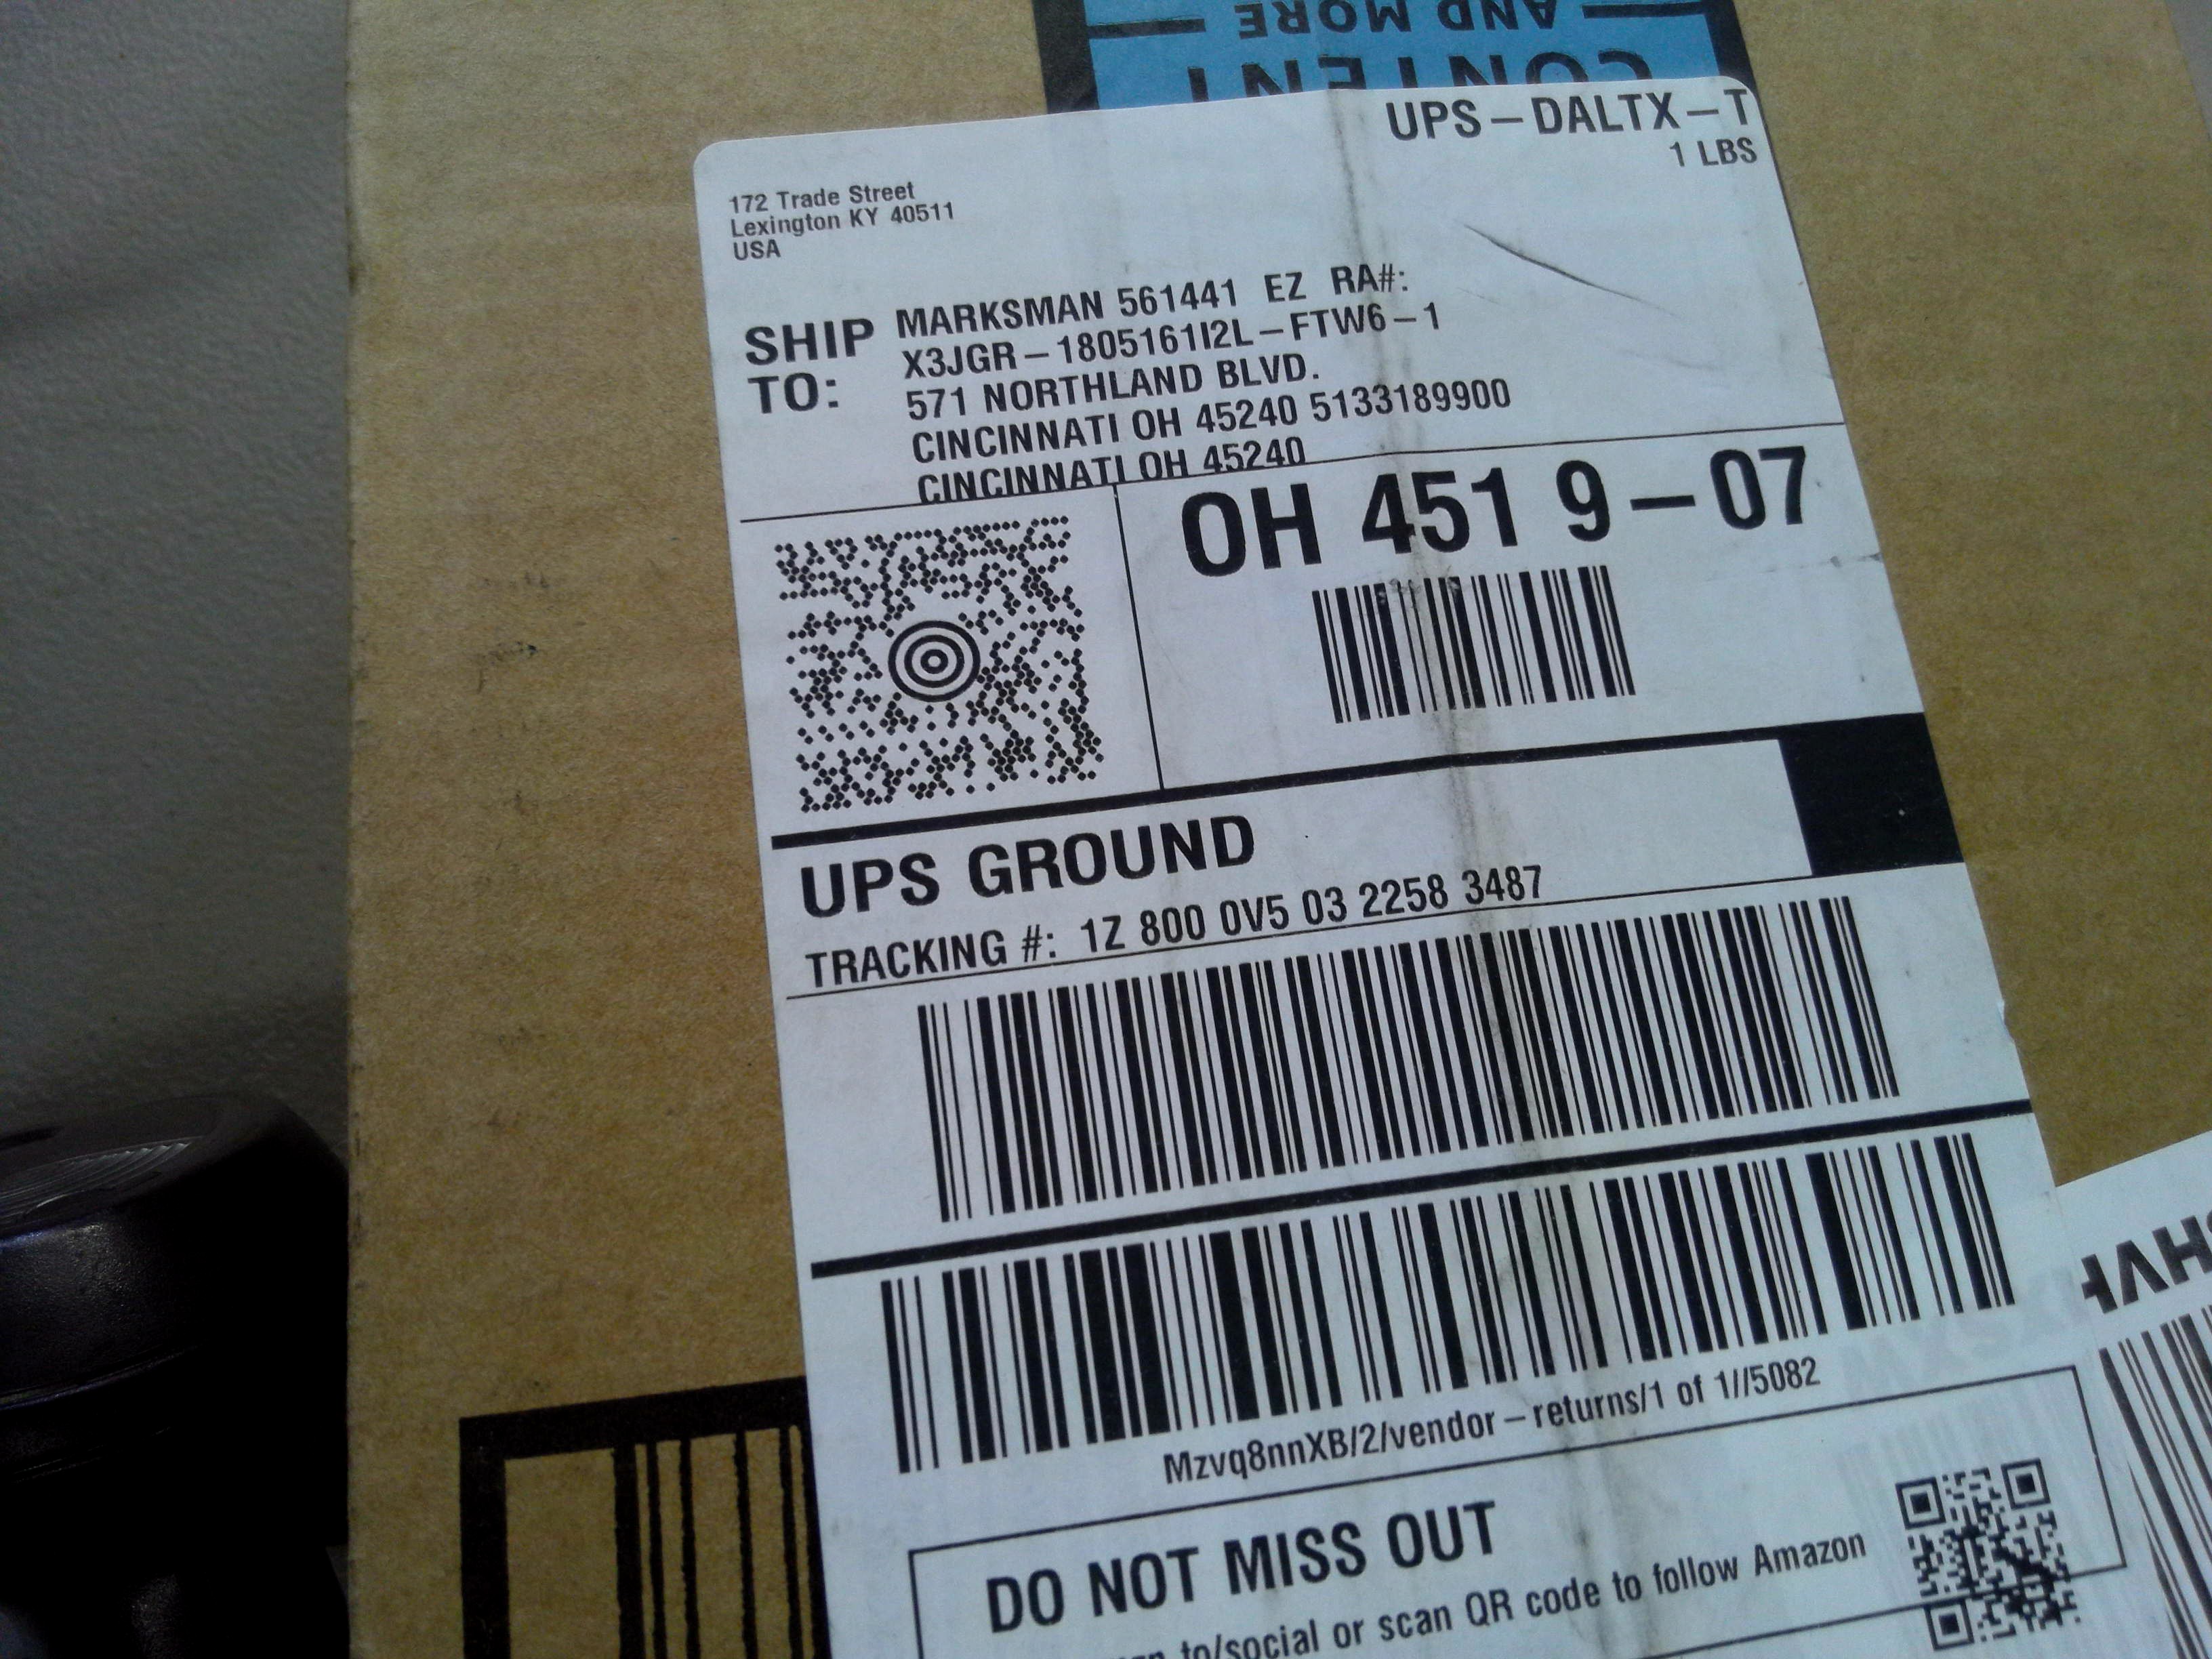 AND MORE
CONTENT
UPS-DALTX-T
1 LBS
172 Trade Street
Lexington KY 40511
USA
SHIP TO:
MARKSMAN 561441 EZ RA#:
X3JGR-1805161I2L-FTW6-1
571 NORTHLAND BLVD.
CINCINNATI OH 45240 5133189900
CINCINNATI OH 45240
OH 451 9-07
UPS GROUND
TRACKING #: 1Z 800 0V5 03 2258 3487
Mzvq8nnXB/2/vendor-returns/1 of 1//5082
DO NOT MISS OUT
to/social or scan QR code to follow Amazon